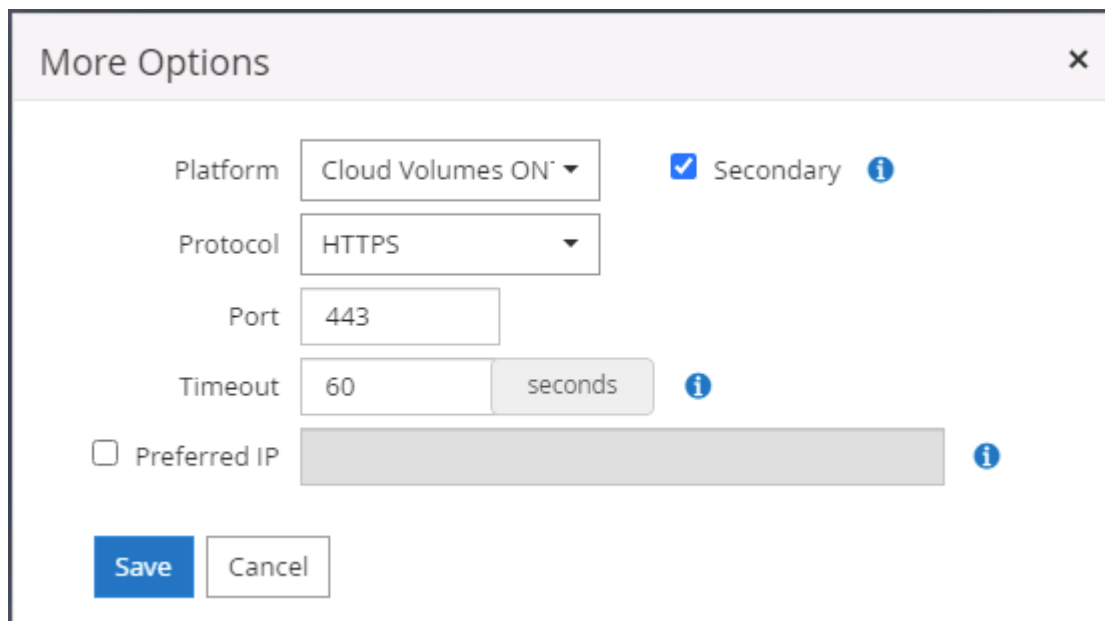 More Options ×
Platform Cloud Volumes ON Secondary
Protocol HTTPS
Port 443
Timeout 60 seconds
Preferred IP
Save Cancel